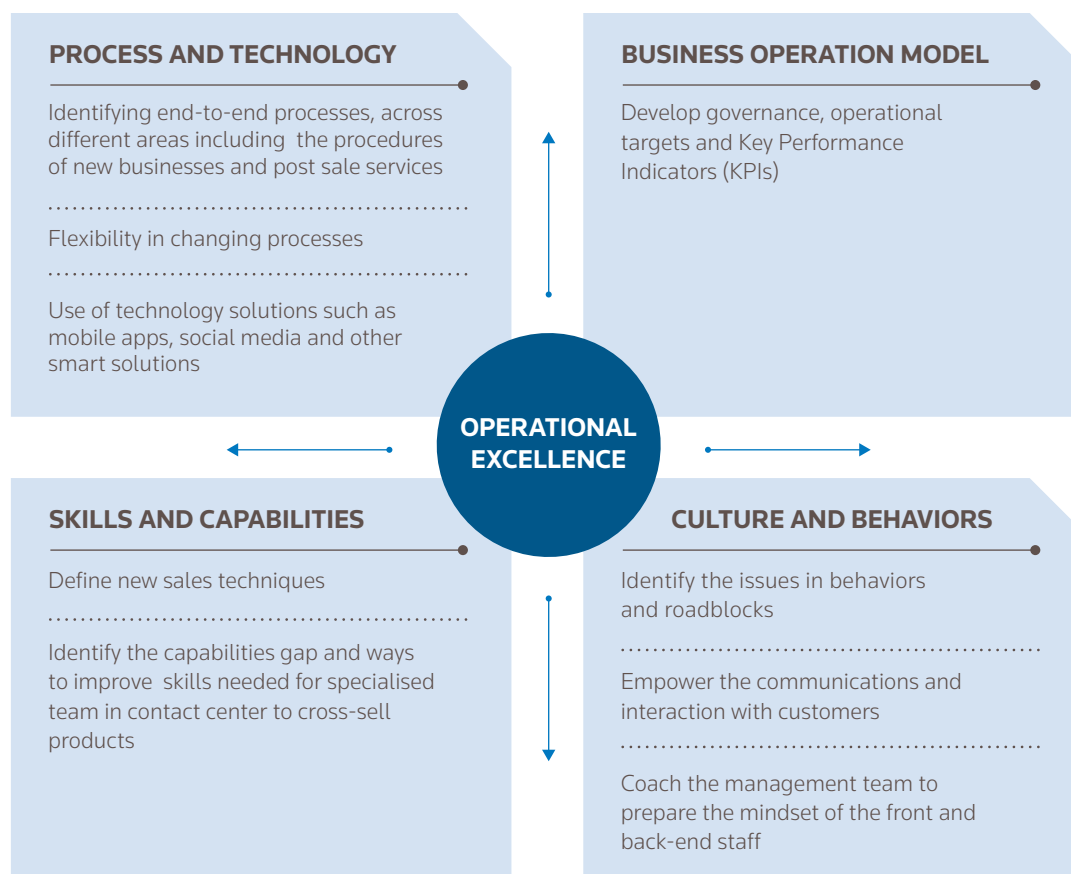 PROCESS AND TECHNOLOGY
Identifying end-to-end processes, across
different areas including  the procedures
of new businesses and post sale services
Flexibility in changing processes
Use of technology solutions such as
mobile apps, social media and other
smart solutions
BUSINESS OPERATION MODEL
Develop governance, operational
targets and Key Performance
Indicators (KPIs)
OPERATIONAL
EXCELLENCE
SKILLS AND CAPABILITIES
Define new sales techniques
Identify the capabilities gap and ways
to improve  skills needed for specialised
team in contact center to cross-sell
products
CULTURE AND BEHAVIORS
Identify the issues in behaviors
and roadblocks
Empower the communications and
interaction with customers
Coach the management team to
prepare the mindset of the front and
back-end staff